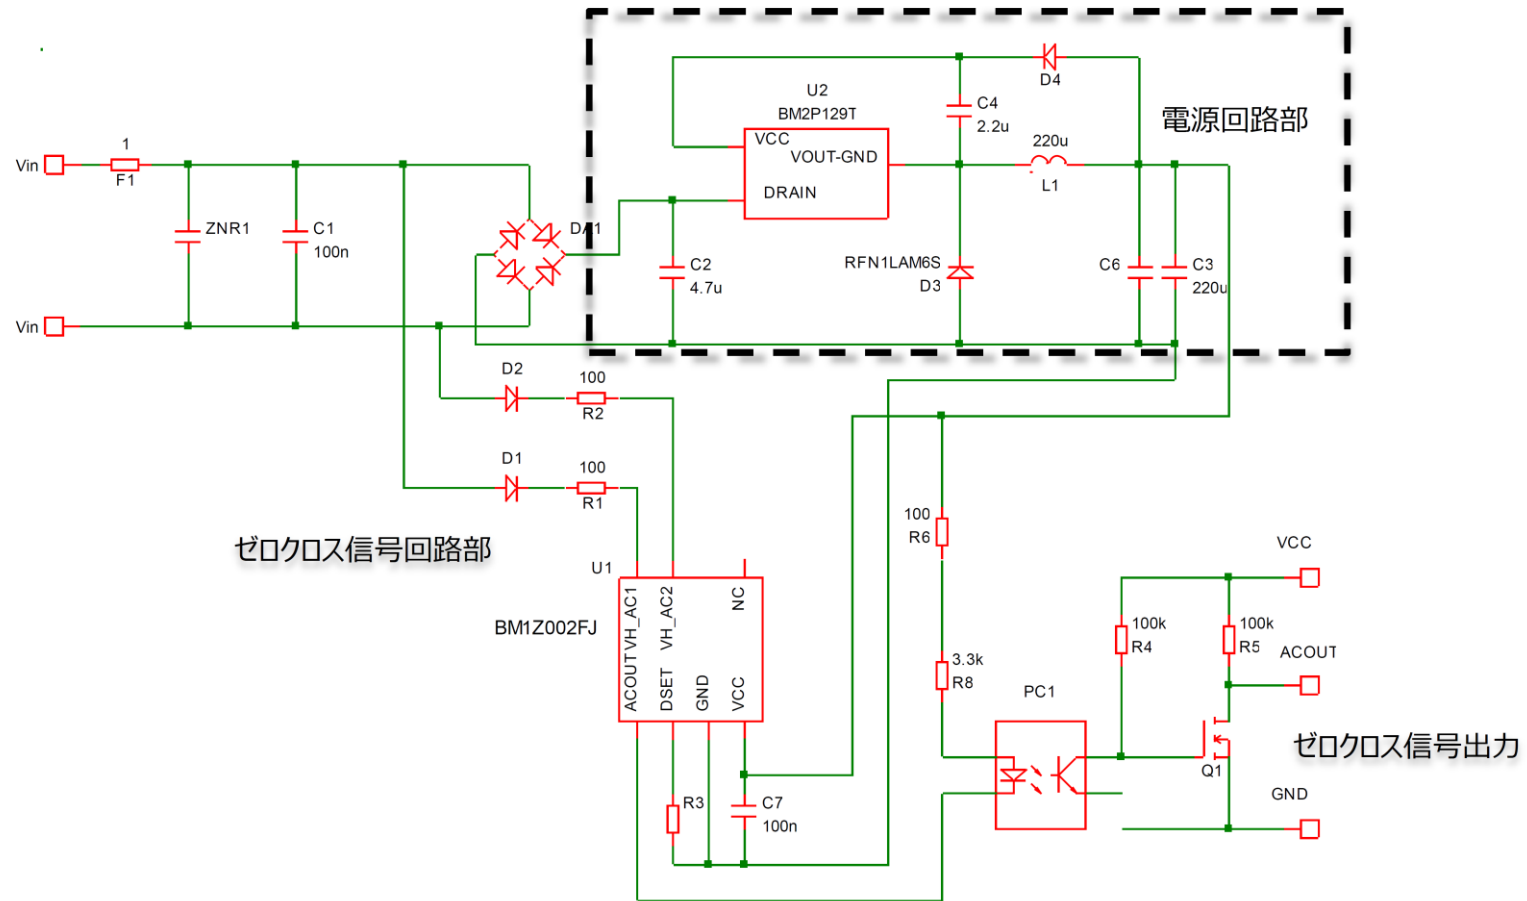 電源回路部
D4
U2
BM2P129T
C4
2.2u
VCC
VOUT-GND
DRAIN
220u
L1
1
Vin
F1
ZNR1
C1
100n
DA1
C2
4.7u
RFN1LAM6S
D3
C6
C3
220u
Vin
D2
100
R2
D1
100
R1
ゼロクロス信号回路部
U1
BM1Z002FJ
VH_AC1
VH_AC2
NC
ACOUT
DSET
GND
VCC
R3
C7
100n
100
R6
3.3k
R8
PC1
VCC
100k
R4
100k
R5
ACOUT
Q1
ゼロクロス信号出力
GND